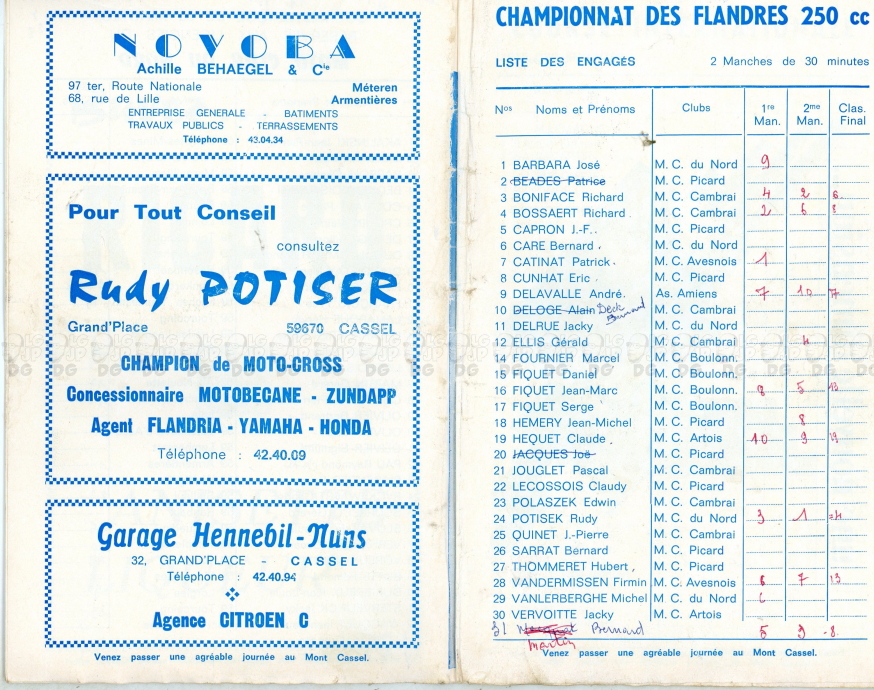 NOVOBA
Achille BEHAEGEL & Cie
97 ter, Route Nationale Méteren
68, rue de Lille Armentières
ENTREPRISE GENERALE - BATIMENTS
TRAVAUX PUBLICS - TERRASSEMENTS
Téléphone : 43.04.34
Pour Tout Conseil
consultez
Rudy POTISER
Grand'Place 59670 CASSEL
CHAMPION de MOTO-CROSS
Concessionnaire MOTOBECANE - ZUNDAPP
Agent FLANDRIA - YAMAHA - HONDA
Téléphone : 42.40.09
Garage Hennebil-Nuns
32, GRAND'PLACE - CASSEL
Téléphone : 42.40.94
Agence CITROEN C
Venez passer une agréable journée au Mont Cassel.
CHAMPIONNAT DES FLANDRES 250 cc
LISTE DES ENGAGÉS 2 Manches de 30 minutes
Nos Noms et Prénoms Clubs 1re Man. 2me Man. Clas. Final
1 BARBARA José M. C. du Nord 9
2 BEADES Patrice M. C. Picard
3 BONIFACE Richard M. C. Cambrai 4 2 6
4 BOSSAERT Richard M. C. Cambrai 2 6 8
5 CAPRON J.-F. M. C. Picard
6 CARE Bernard M. C. du Nord
7 CATINAT Patrick M. C. Avesnois 1
8 CUNHAT Eric M. C. Picard
9 DELAVALLE André As. Amiens 7 10 17
10 DELOGE Alain Deck Bernard M. C. Cambrai
11 DELRUE Jacky M. C. du Nord
12 ELLIS Gérald M. C. Cambrai 4
14 FOURNIER Marcel M. C. Boulonn.
15 FIQUET Daniel M. C. Boulonn.
16 FIQUET Jean-Marc M. C. Boulonn. 8 5 13
17 FIQUET Serge M. C. Boulonn.
18 HEMERY Jean-Michel M. C. Picard 8
19 HEQUET Claude M. C. Artois 10 9 19
20 JACQUES Joë M. C. Picard
21 JOUGLET Pascal M. C. Cambrai
22 LECOSSOIS Claudy M. C. Picard
23 POLASZEK Edwin M. C. Cambrai
24 POTISEK Rudy M. C. du Nord 3 1 =4
25 QUINET J.-Pierre M. C. Cambrai
26 SARRAT Bernard M. C. Picard
27 THOMMERET Hubert M. C. Picard
28 VANDERMISSEN Firmin M. C. Avesnois 6 7 13
29 VANLERBERGHE Michel M. C. du Nord
30 VERVOITTE Jacky M. C. Artois
31 Bernard 5 3 8
Martin
Venez passer une agréable journée au Mont Cassel.